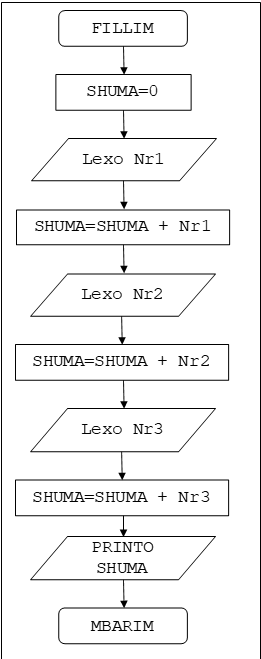 FILLIM
SHUMA=0
Lexo Nr1
SHUMA=SHUMA + Nr1
Lexo Nr2
SHUMA=SHUMA + Nr2
Lexo Nr3
SHUMA=SHUMA + Nr3
PRINTO
SHUMA
MBARIM